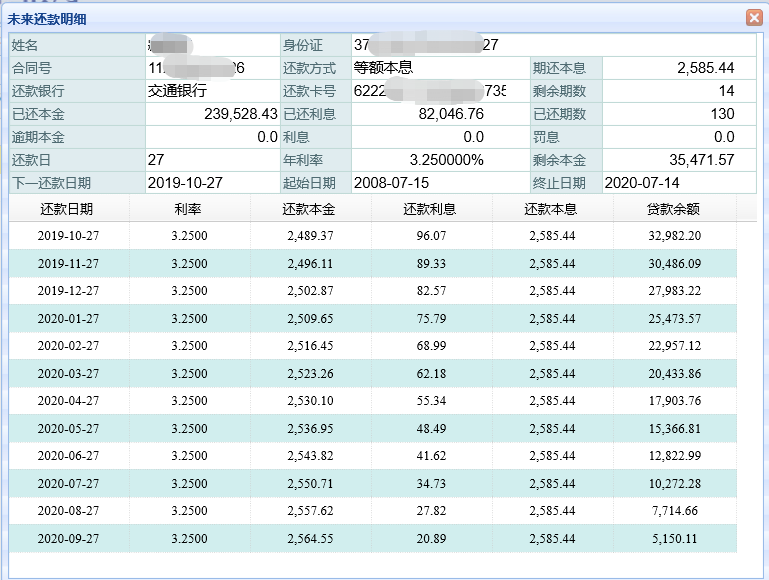 未来还款明细
姓名 身份证 37 27
合同号 11 6 还款方式 等额本息 期还本息 2,585.44
还款银行 交通银行 还款卡号 6222 735 剩余期数 14
已还本金 239,528.43 已还利息 82,046.76 已还期数 130
逾期本金 0.0 利息 0.0 罚息 0.0
还款日 27 年利率 3.250000% 剩余本金 35,471.57
下一还款日期 2019-10-27 起始日期 2008-07-15 终止日期 2020-07-14
还款日期 利率 还款本金 还款利息 还款本息 贷款余额
2019-10-27 3.2500 2,489.37 96.07 2,585.44 32,982.20
2019-11-27 3.2500 2,496.11 89.33 2,585.44 30,486.09
2019-12-27 3.2500 2,502.87 82.57 2,585.44 27,983.22
2020-01-27 3.2500 2,509.65 75.79 2,585.44 25,473.57
2020-02-27 3.2500 2,516.45 68.99 2,585.44 22,957.12
2020-03-27 3.2500 2,523.26 62.18 2,585.44 20,433.86
2020-04-27 3.2500 2,530.10 55.34 2,585.44 17,903.76
2020-05-27 3.2500 2,536.95 48.49 2,585.44 15,366.81
2020-06-27 3.2500 2,543.82 41.62 2,585.44 12,822.99
2020-07-27 3.2500 2,550.71 34.73 2,585.44 10,272.28
2020-08-27 3.2500 2,557.62 27.82 2,585.44 7,714.66
2020-09-27 3.2500 2,564.55 20.89 2,585.44 5,150.11